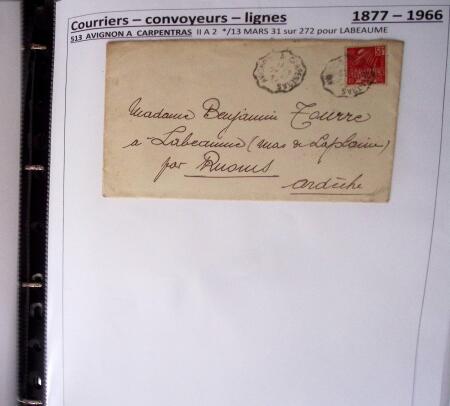 Courriers – convoyeurs – lignes 1877 – 1966
513 AVIGNON A CARPENTRAS II A 2 */13 MARS 31 sur 272 pour LABEAUME
Madame Benjamin Tourre
a Labeaume (mas de Laplaine)
par Ruoms
Ardèche